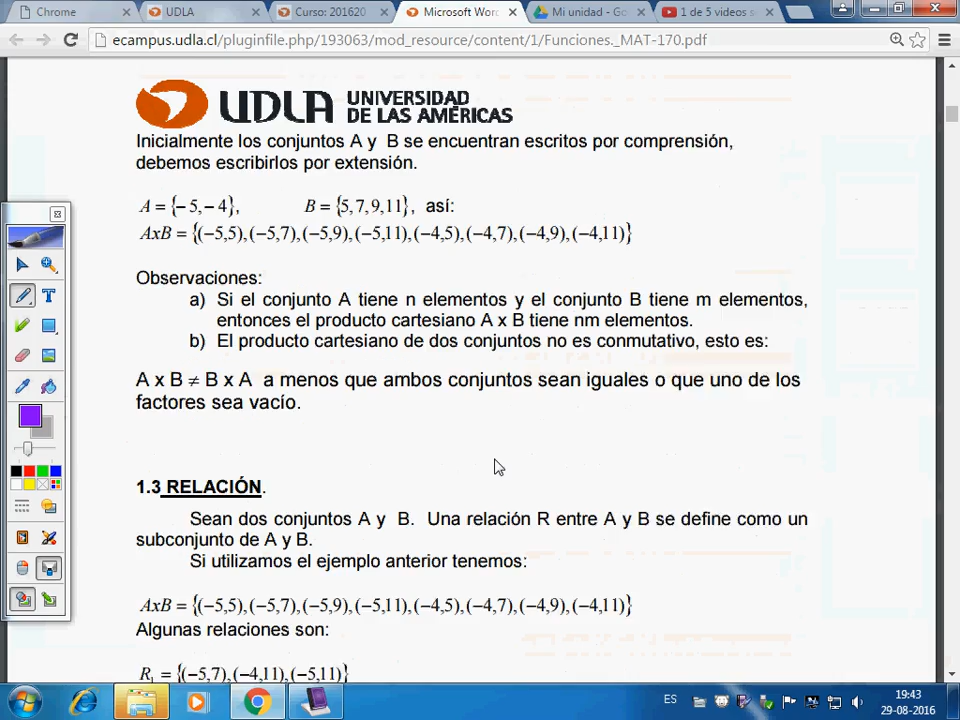 Chrome
UDLA
Curso: 201620
Microsoft Word
Mi unidad - Go
1 de 5 videos s
ecampus.udla.cl/pluginfile.php/193063/mod_resource/content/1/Funciones._MAT-170.pdf
UDLA UNIVERSIDAD
DE LAS AMÉRICAS
Inicialmente los conjuntos A y B se encuentran escritos por comprensión,
debemos escribirlos por extensión.
A = {−5,−4}, B = {5,7,9,11}, así:
AxB = {(−5,5),(−5,7),(−5,9),(−5,11),(−4,5),(−4,7),(−4,9),(−4,11)}
Observaciones:
a) Si el conjunto A tiene n elementos y el conjunto B tiene m elementos,
entonces el producto cartesiano A x B tiene nm elementos.
b) El producto cartesiano de dos conjuntos no es conmutativo, esto es:
A x B ≠ B x A a menos que ambos conjuntos sean iguales o que uno de los
factores sea vacío.
1.3 RELACIÓN.
Sean dos conjuntos A y B. Una relación R entre A y B se define como un
subconjunto de A y B.
Si utilizamos el ejemplo anterior tenemos:
AxB = {(−5,5),(−5,7),(−5,9),(−5,11),(−4,5),(−4,7),(−4,9),(−4,11)}
Algunas relaciones son:
R₁ = {(−5,7),(−4,11),(−5,11)}
ES
19:43
29-08-2016